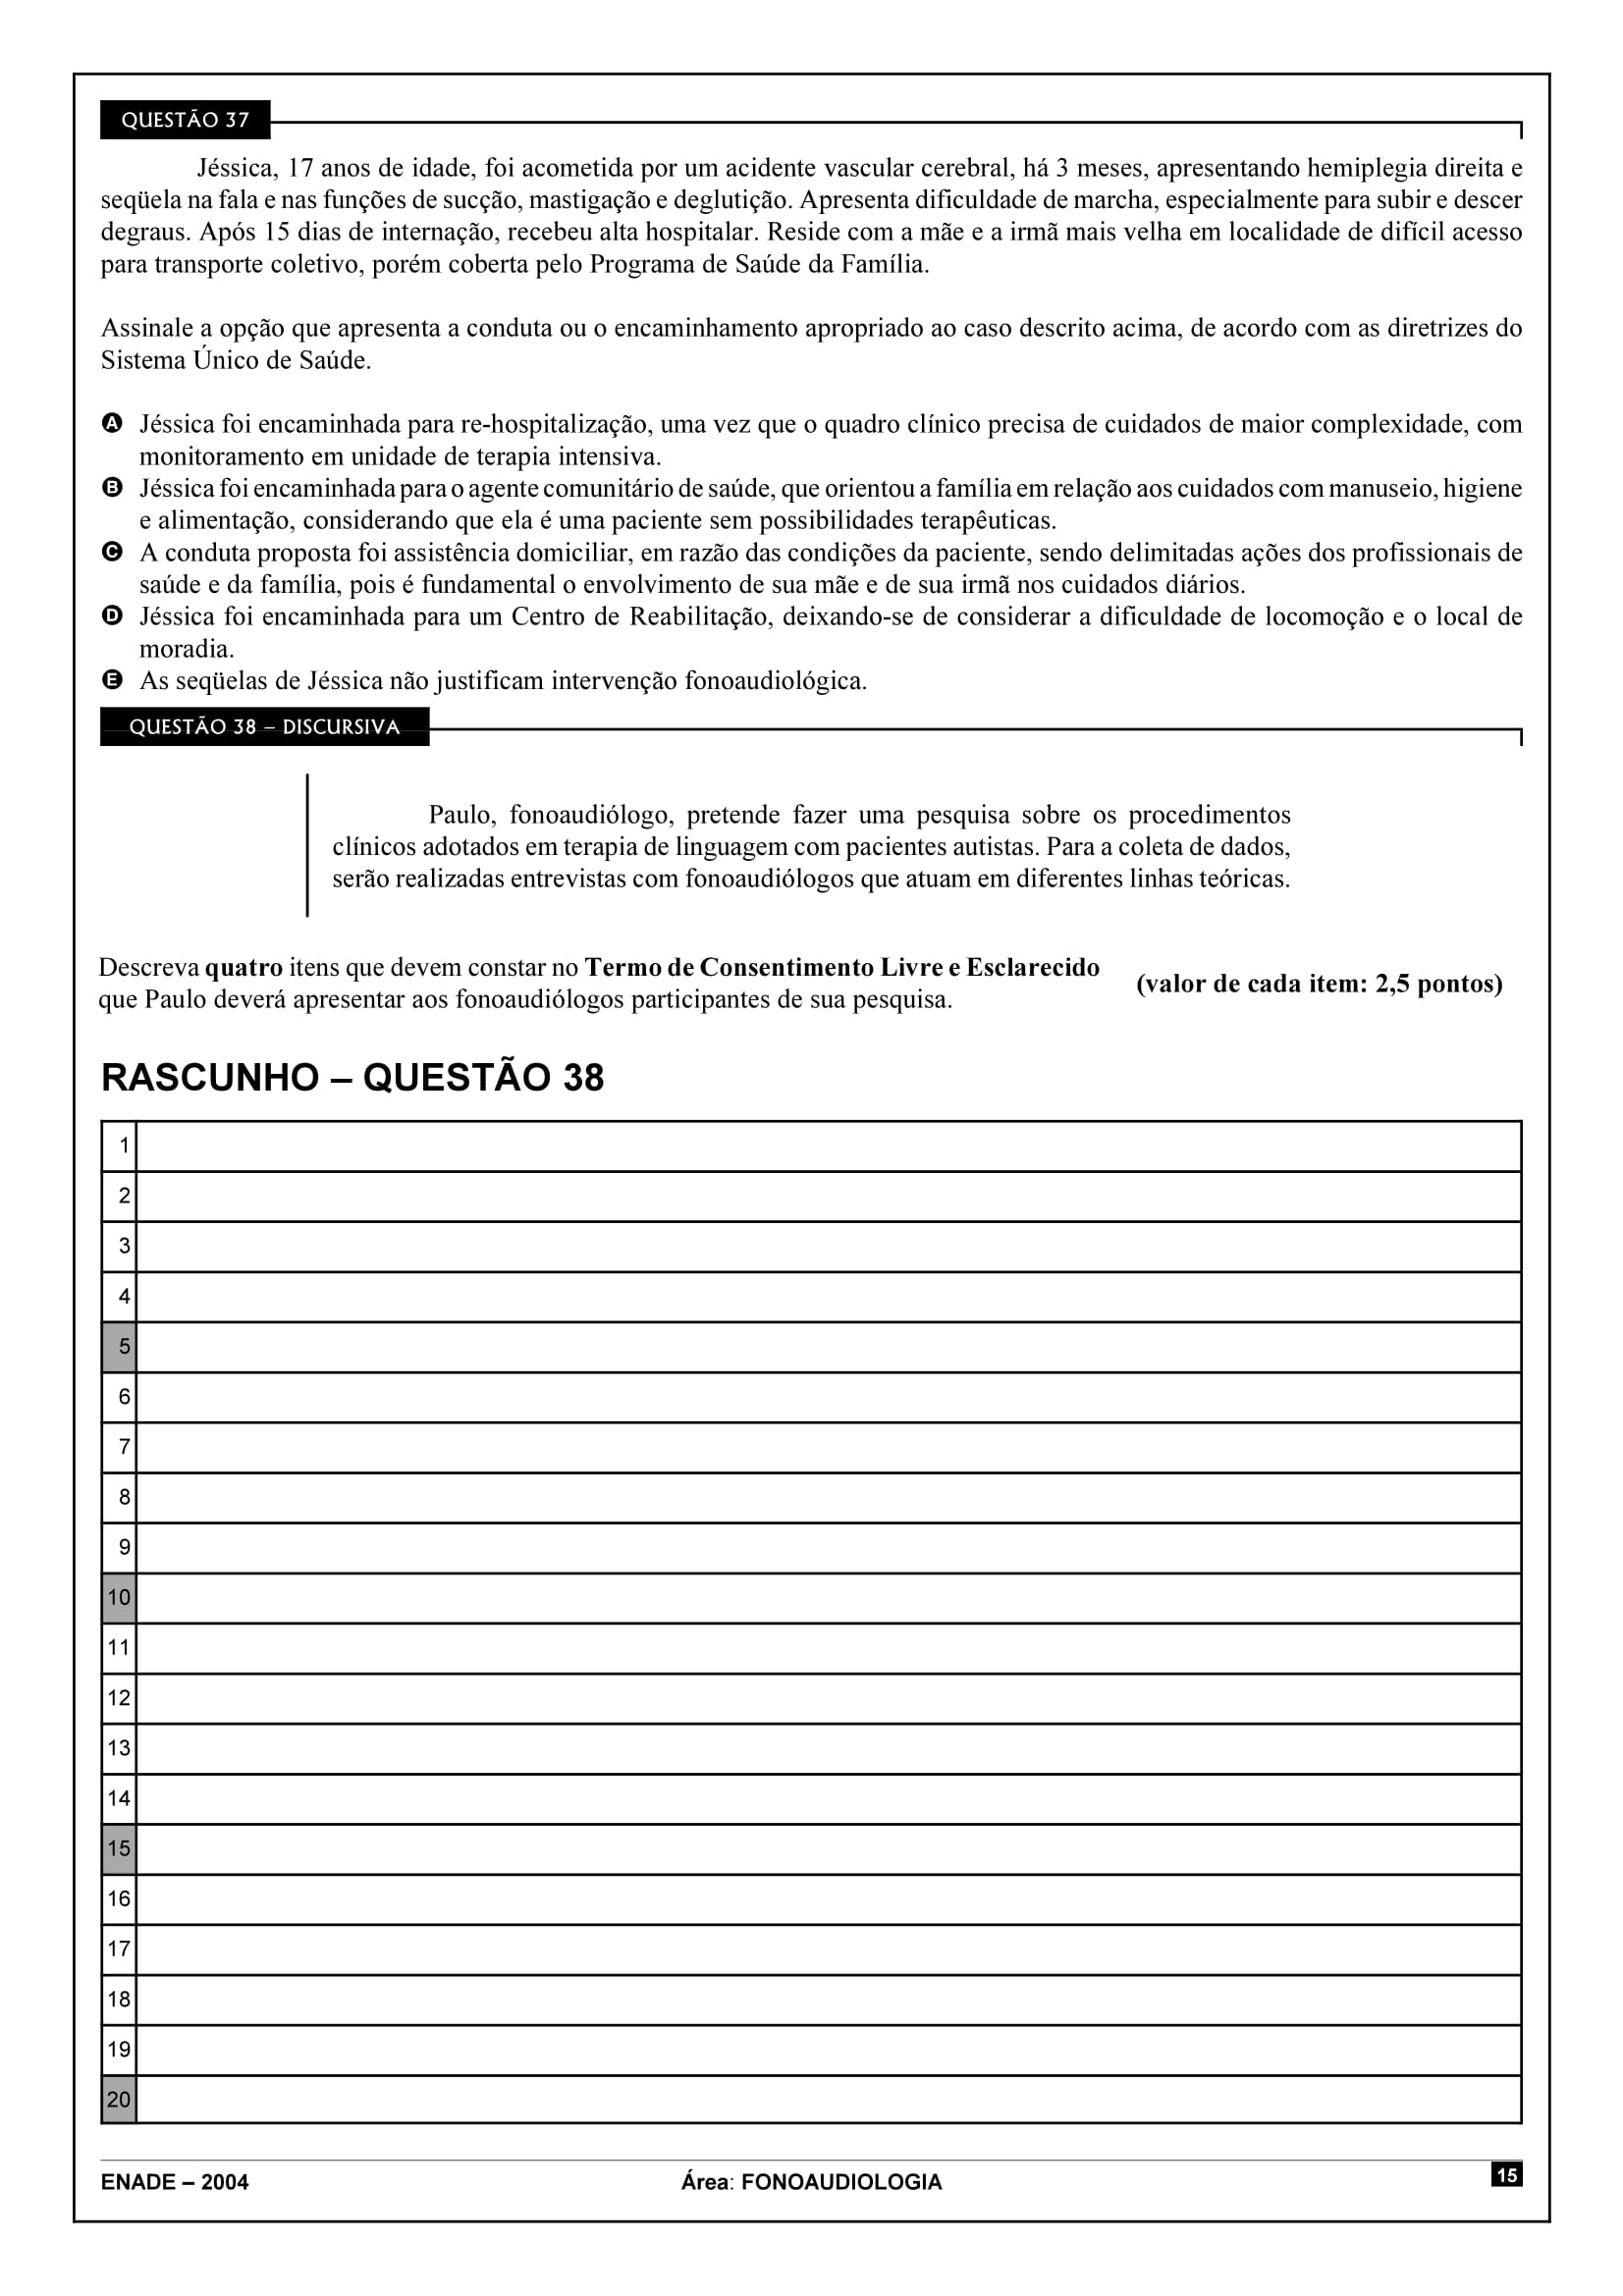 QUESTÃO 37
Jéssica, 17 anos de idade, foi acometida por um acidente vascular cerebral, há 3 meses, apresentando hemiplegia direita e
seqüela na fala e nas funções de sucção, mastigação e deglutição. Apresenta dificuldade de marcha, especialmente para subir e descer
degraus. Após 15 dias de internação, recebeu alta hospitalar. Reside com a mãe e a irmã mais velha em localidade de difícil acesso
para transporte coletivo, porém coberta pelo Programa de Saúde da Família.
Assinale a opção que apresenta a conduta ou o encaminhamento apropriado ao caso descrito acima, de acordo com as diretrizes do
Sistema Único de Saúde.
A Jéssica foi encaminhada para re-hospitalização, uma vez que o quadro clínico precisa de cuidados de maior complexidade, com
monitoramento em unidade de terapia intensiva.
B Jéssica foi encaminhada para o agente comunitário de saúde, que orientou a família em relação aos cuidados com manuseio, higiene
e alimentação, considerando que ela é uma paciente sem possibilidades terapêuticas.
C A conduta proposta foi assistência domiciliar, em razão das condições da paciente, sendo delimitadas ações dos profissionais de
saúde e da família, pois é fundamental o envolvimento de sua mãe e de sua irmã nos cuidados diários.
D Jéssica foi encaminhada para um Centro de Reabilitação, deixando-se de considerar a dificuldade de locomoção e o local de
moradia.
E As seqüelas de Jéssica não justificam intervenção fonoaudiológica.
QUESTÃO 38 – DISCURSIVA
Paulo, fonoaudiólogo, pretende fazer uma pesquisa sobre os procedimentos
clínicos adotados em terapia de linguagem com pacientes autistas. Para a coleta de dados,
serão realizadas entrevistas com fonoaudiólogos que atuam em diferentes linhas teóricas.
Descreva quatro itens que devem constar no Termo de Consentimento Livre e Esclarecido
que Paulo deverá apresentar aos fonoaudiólogos participantes de sua pesquisa.
(valor de cada item: 2,5 pontos)
RASCUNHO – QUESTÃO 38
1
2
3
4
5
6
7
8
9
10
11
12
13
14
15
16
17
18
19
20
ENADE – 2004
Área: FONOAUDIOLOGIA
15